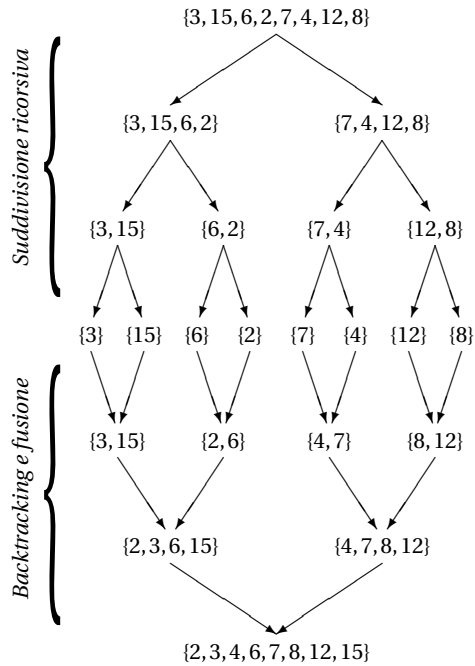 {3, 15, 6, 2, 7, 4, 12, 8}
Suddivisione ricorsiva
{3, 15, 6, 2} {7, 4, 12, 8}
{3, 15} {6, 2} {7, 4} {12, 8}
{3} {15} {6} {2} {7} {4} {12} {8}
Backtracking e fusione
{3, 15} {2, 6} {4, 7} {8, 12}
{2, 3, 6, 15} {4, 7, 8, 12}
{2, 3, 4, 6, 7, 8, 12, 15}